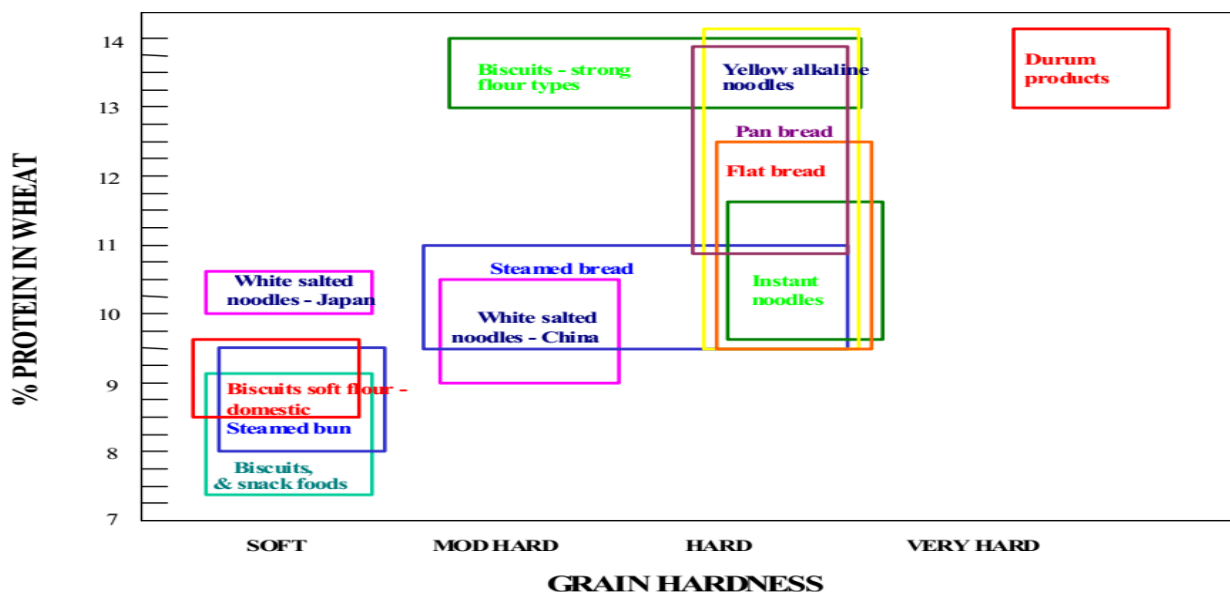 % PROTEIN IN WHEAT
14
13
12
11
10
9
8
7
Biscuits - strong
flour types
Yellow alkaline
noodles
Durum
products
Pan bread
Flat bread
Steamed bread
Instant
noodles
White salted
noodles - Japan
White salted
noodles - China
Biscuits soft flour -
domestic
Steamed bun
Biscuits,
& snack foods
SOFT
MOD HARD
HARD
VERY HARD
GRAIN HARDNESS